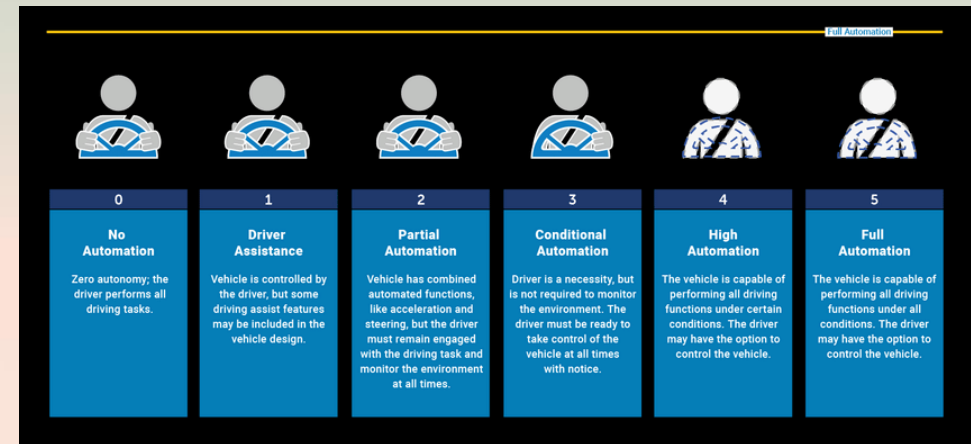 Full Automation
0
No
Automation
Zero autonomy; the
driver performs all
driving tasks.
1
Driver
Assistance
Vehicle is controlled by
the driver, but some
driving assist features
may be included in the
vehicle design.
2
Partial
Automation
Vehicle has combined
automated functions,
like acceleration and
steering, but the driver
must remain engaged
with the driving task and
monitor the environment
at all times.
3
Conditional
Automation
Driver is a necessity, but
is not required to monitor
the environment. The
driver must be ready to
take control of the
vehicle at all times
with notice.
4
High
Automation
The vehicle is capable of
performing all driving
functions under certain
conditions. The driver
may have the option to
control the vehicle.
5
Full
Automation
The vehicle is capable of
performing all driving
functions under all
conditions. The driver
may have the option to
control the vehicle.